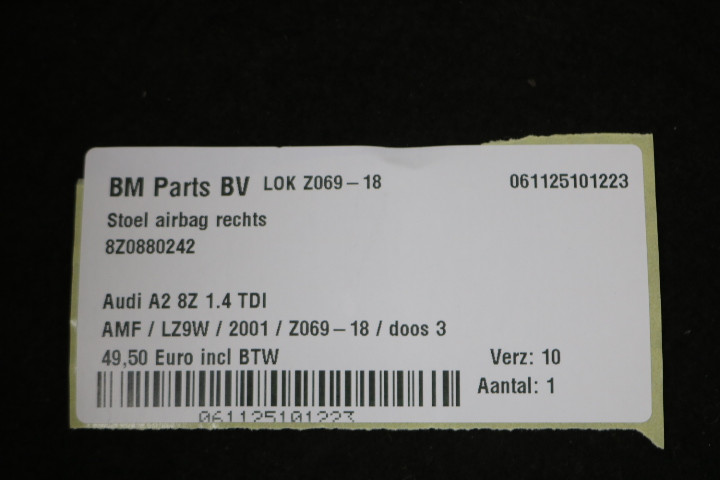 BM Parts BV LOK Z069-18 061125101223
Stoel airbag rechts
8Z0880242
Audi A2 8Z 1.4 TDI
AMF / LZ9W / 2001 / Z069-18 / doos 3
49,50 Euro incl BTW Verz: 10
Aantal: 1
061125101223